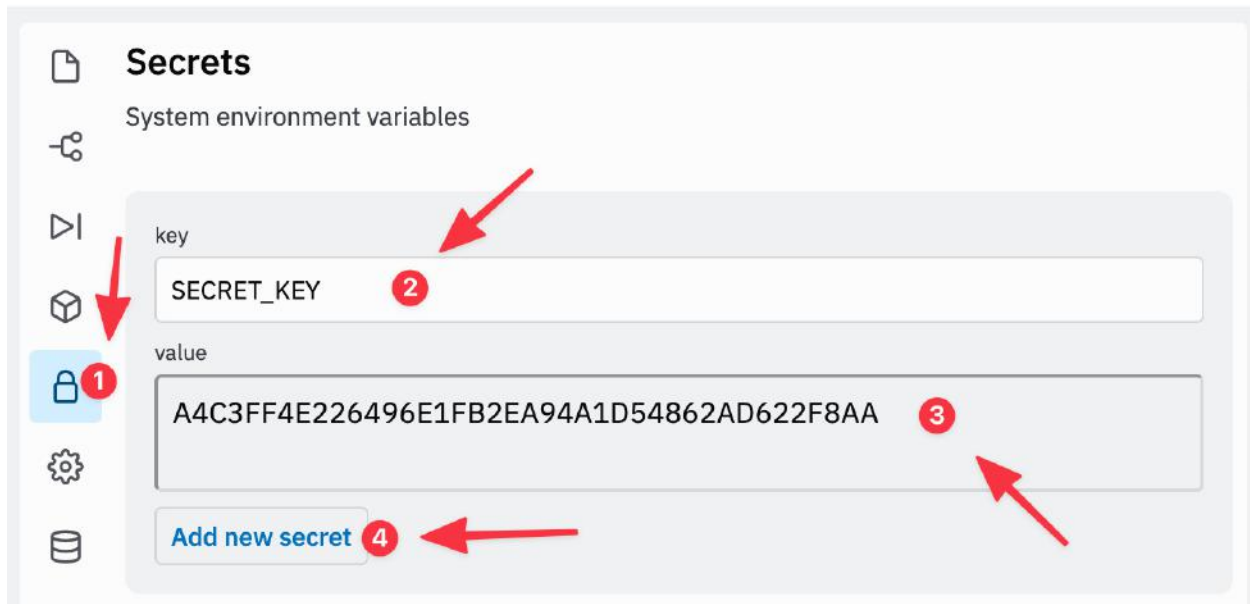 Secrets
System environment variables
key
SECRET_KEY 2
1
value
A4C3FF4E226496E1FB2EA94A1D54862AD622F8AA 3
Add new secret 4